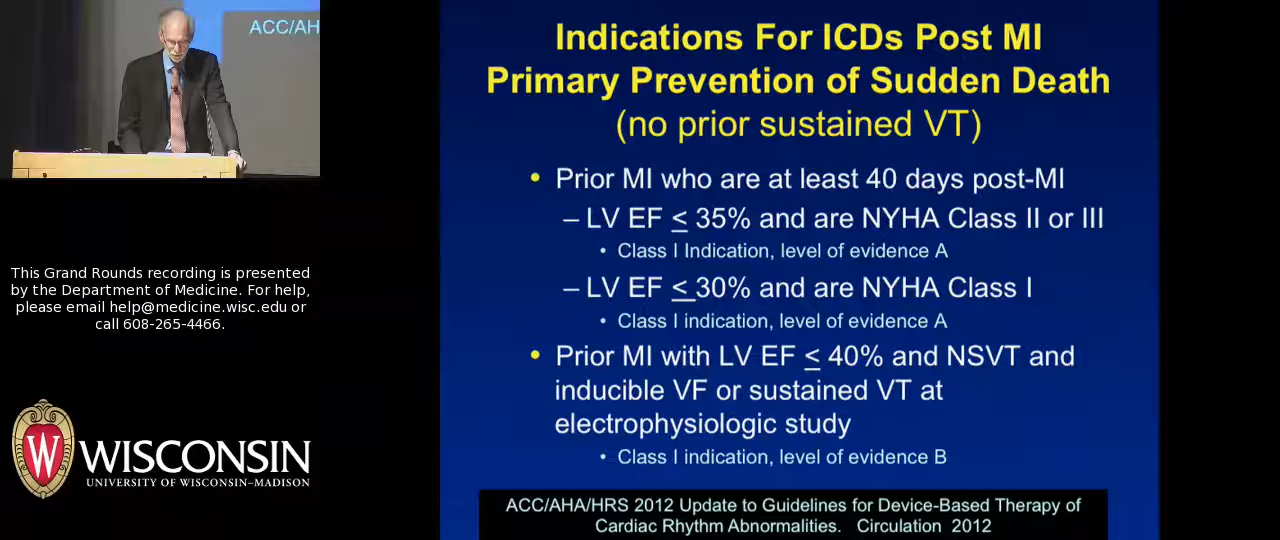 ACC/AH
This Grand Rounds recording is presented
by the Department of Medicine. For help,
please email help@medicine.wisc.edu or
call 608-265-4466.
W
WISCONSIN
UNIVERSITY OF WISCONSIN–MADISON
Indications For ICDs Post MI
Primary Prevention of Sudden Death
(no prior sustained VT)
• Prior MI who are at least 40 days post-MI
– LV EF < 35% and are NYHA Class II or III
• Class I Indication, level of evidence A
– LV EF < 30% and are NYHA Class I
• Class I indication, level of evidence A
• Prior MI with LV EF < 40% and NSVT and
inducible VF or sustained VT at
electrophysiologic study
• Class I indication, level of evidence B
ACC/AHA/HRS 2012 Update to Guidelines for Device-Based Therapy of
Cardiac Rhythm Abnormalities. Circulation 2012